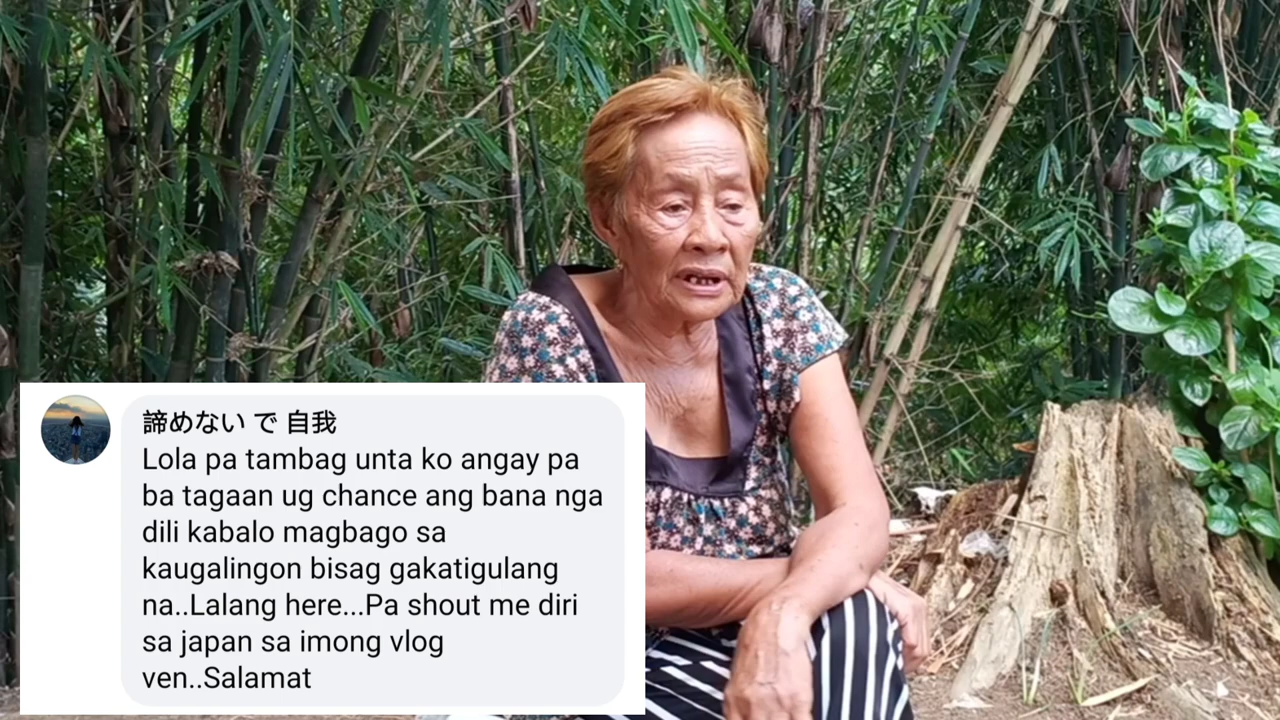 諦めない で 自我
Lola pa tambag unta ko angay pa
ba tagaan ug chance ang bana nga
dili kabalo magbago sa
kaugalingon bisag gakatigulang
na..Lalang here...Pa shout me diri
sa japan sa imong vlog
ven..Salamat